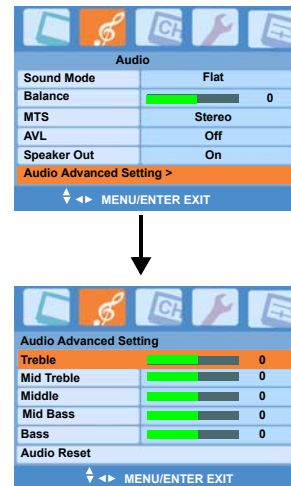 CH
Audio
Sound Mode Flat
Balance 0
MTS Stereo
AVL Off
Speaker Out On
Audio Advanced Setting >
MENU/ENTER EXIT
CH
Audio Advanced Setting
Treble 0
Mid Treble 0
Middle 0
Mid Bass 0
Bass 0
Audio Reset
MENU/ENTER EXIT